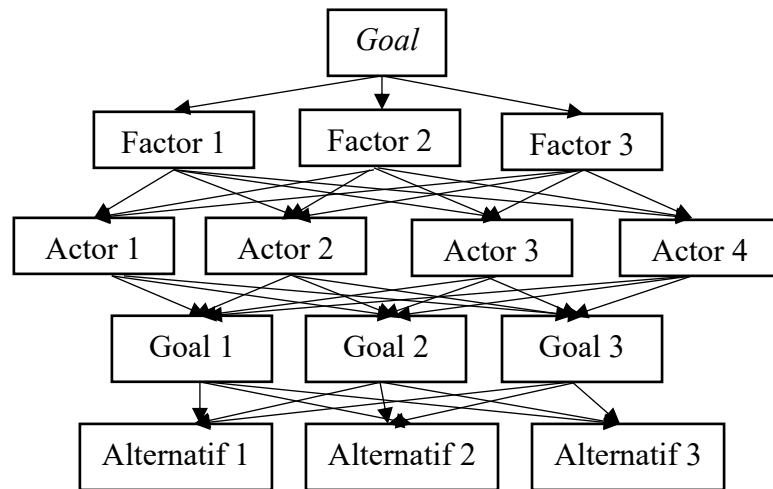 Goal
Factor 1
Factor 2
Factor 3
Actor 1
Actor 2
Actor 3
Actor 4
Goal 1
Goal 2
Goal 3
Alternatif 1
Alternatif 2
Alternatif 3